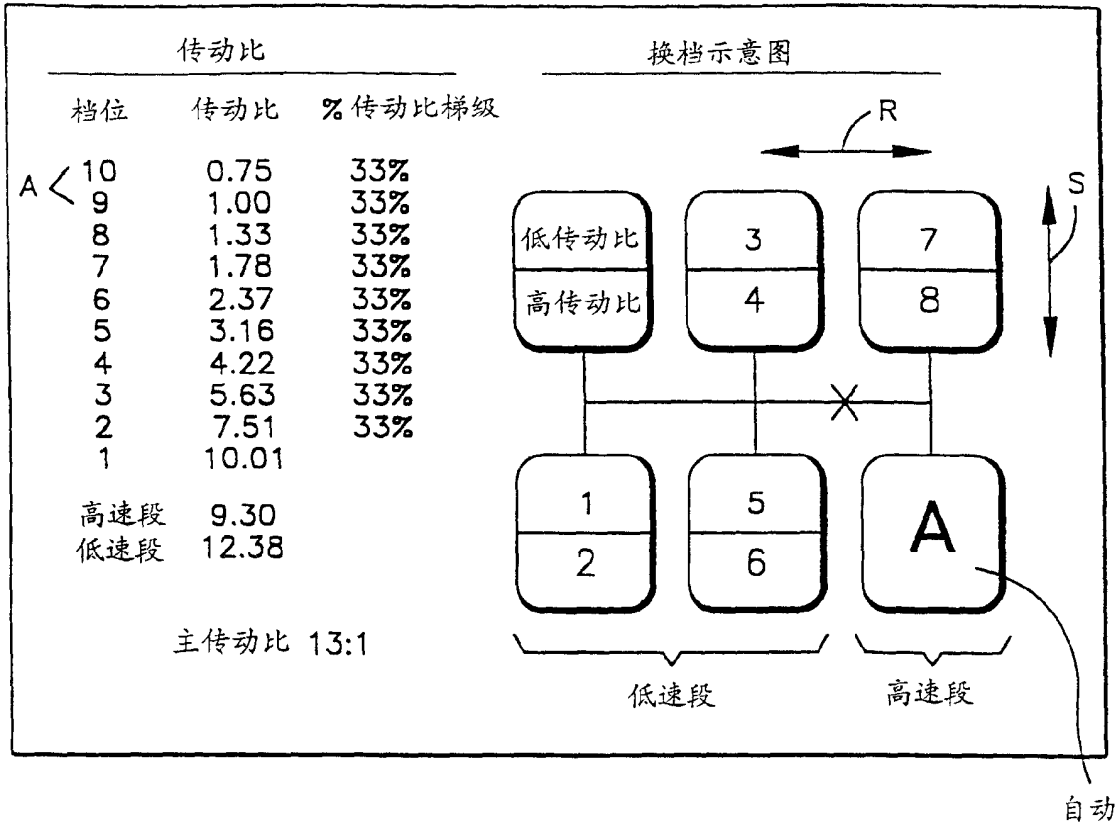 传动比
档位 传动比 %传动比梯级
A
10 0.75 33%
9 1.00 33%
8 1.33 33%
7 1.78 33%
6 2.37 33%
5 3.16 33%
4 4.22 33%
3 5.63 33%
2 7.51 33%
1 10.01
高速段 9.30
低速段 12.38
主传动比 13:1
换档示意图
R
S
低传动比 3 7
高传动比 4 8
X
1 5 A
2 6
低速段 高速段
自动